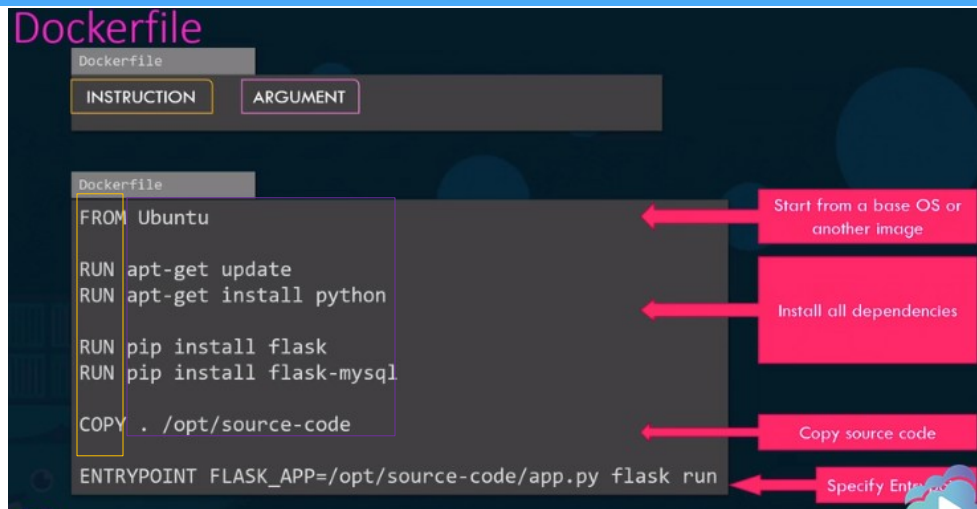 Dockerfile
Dockerfile
INSTRUCTION ARGUMENT
Dockerfile
FROM Ubuntu
Start from a base OS or
another image
RUN apt-get update
RUN apt-get install python
Install all dependencies
RUN pip install flask
RUN pip install flask-mysql
COPY . /opt/source-code
Copy source code
ENTRYPOINT FLASK_APP=/opt/source-code/app.py flask run
Specify